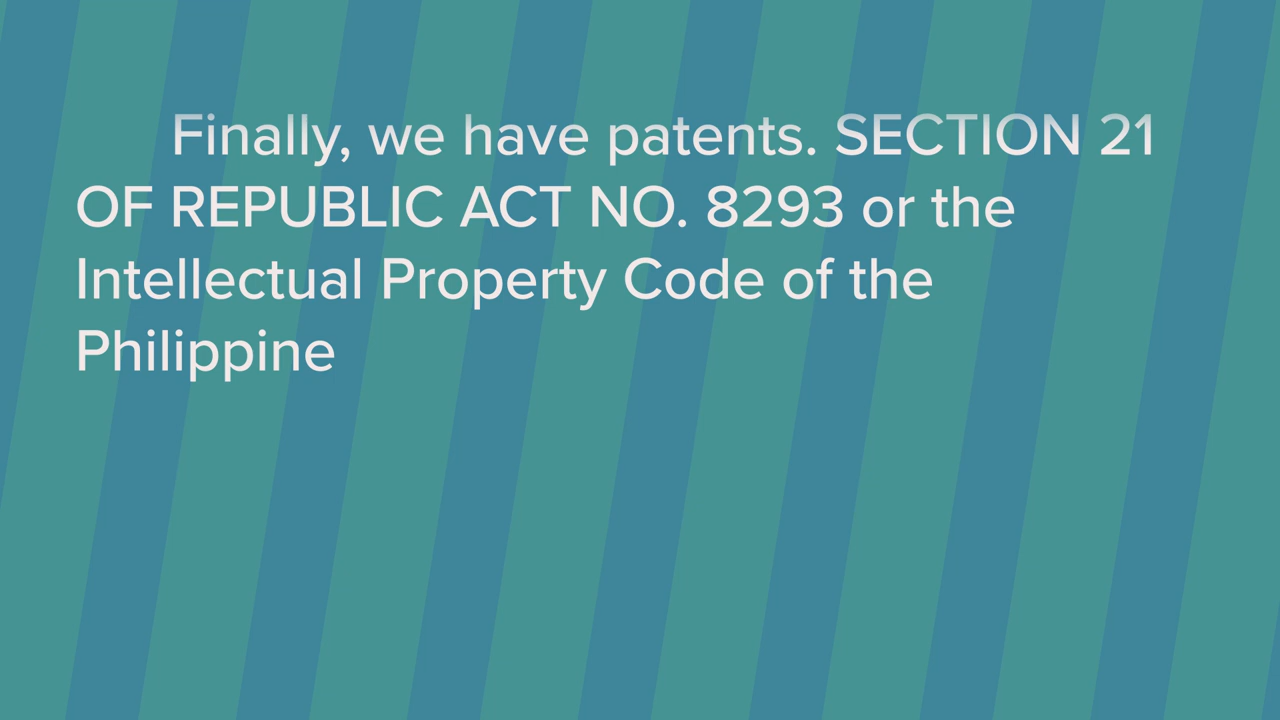 Finally, we have patents. SECTION 21
OF REPUBLIC ACT NO. 8293 or the
Intellectual Property Code of the
Philippine